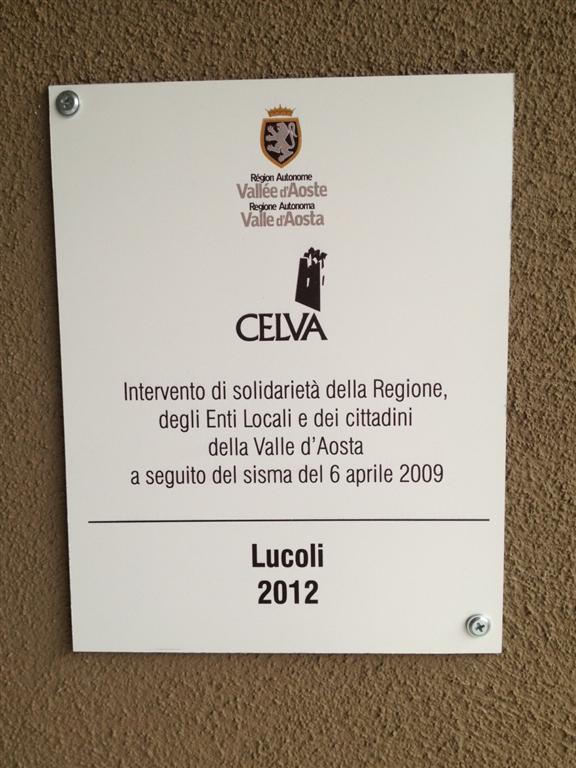 Région Autonome
Vallée d'Aoste
Regione Autonoma
Valle d'Aosta
CELVA
Intervento di solidarietà della Regione,
degli Enti Locali e dei cittadini
della Valle d'Aosta
a seguito del sisma del 6 aprile 2009
Lucoli
2012